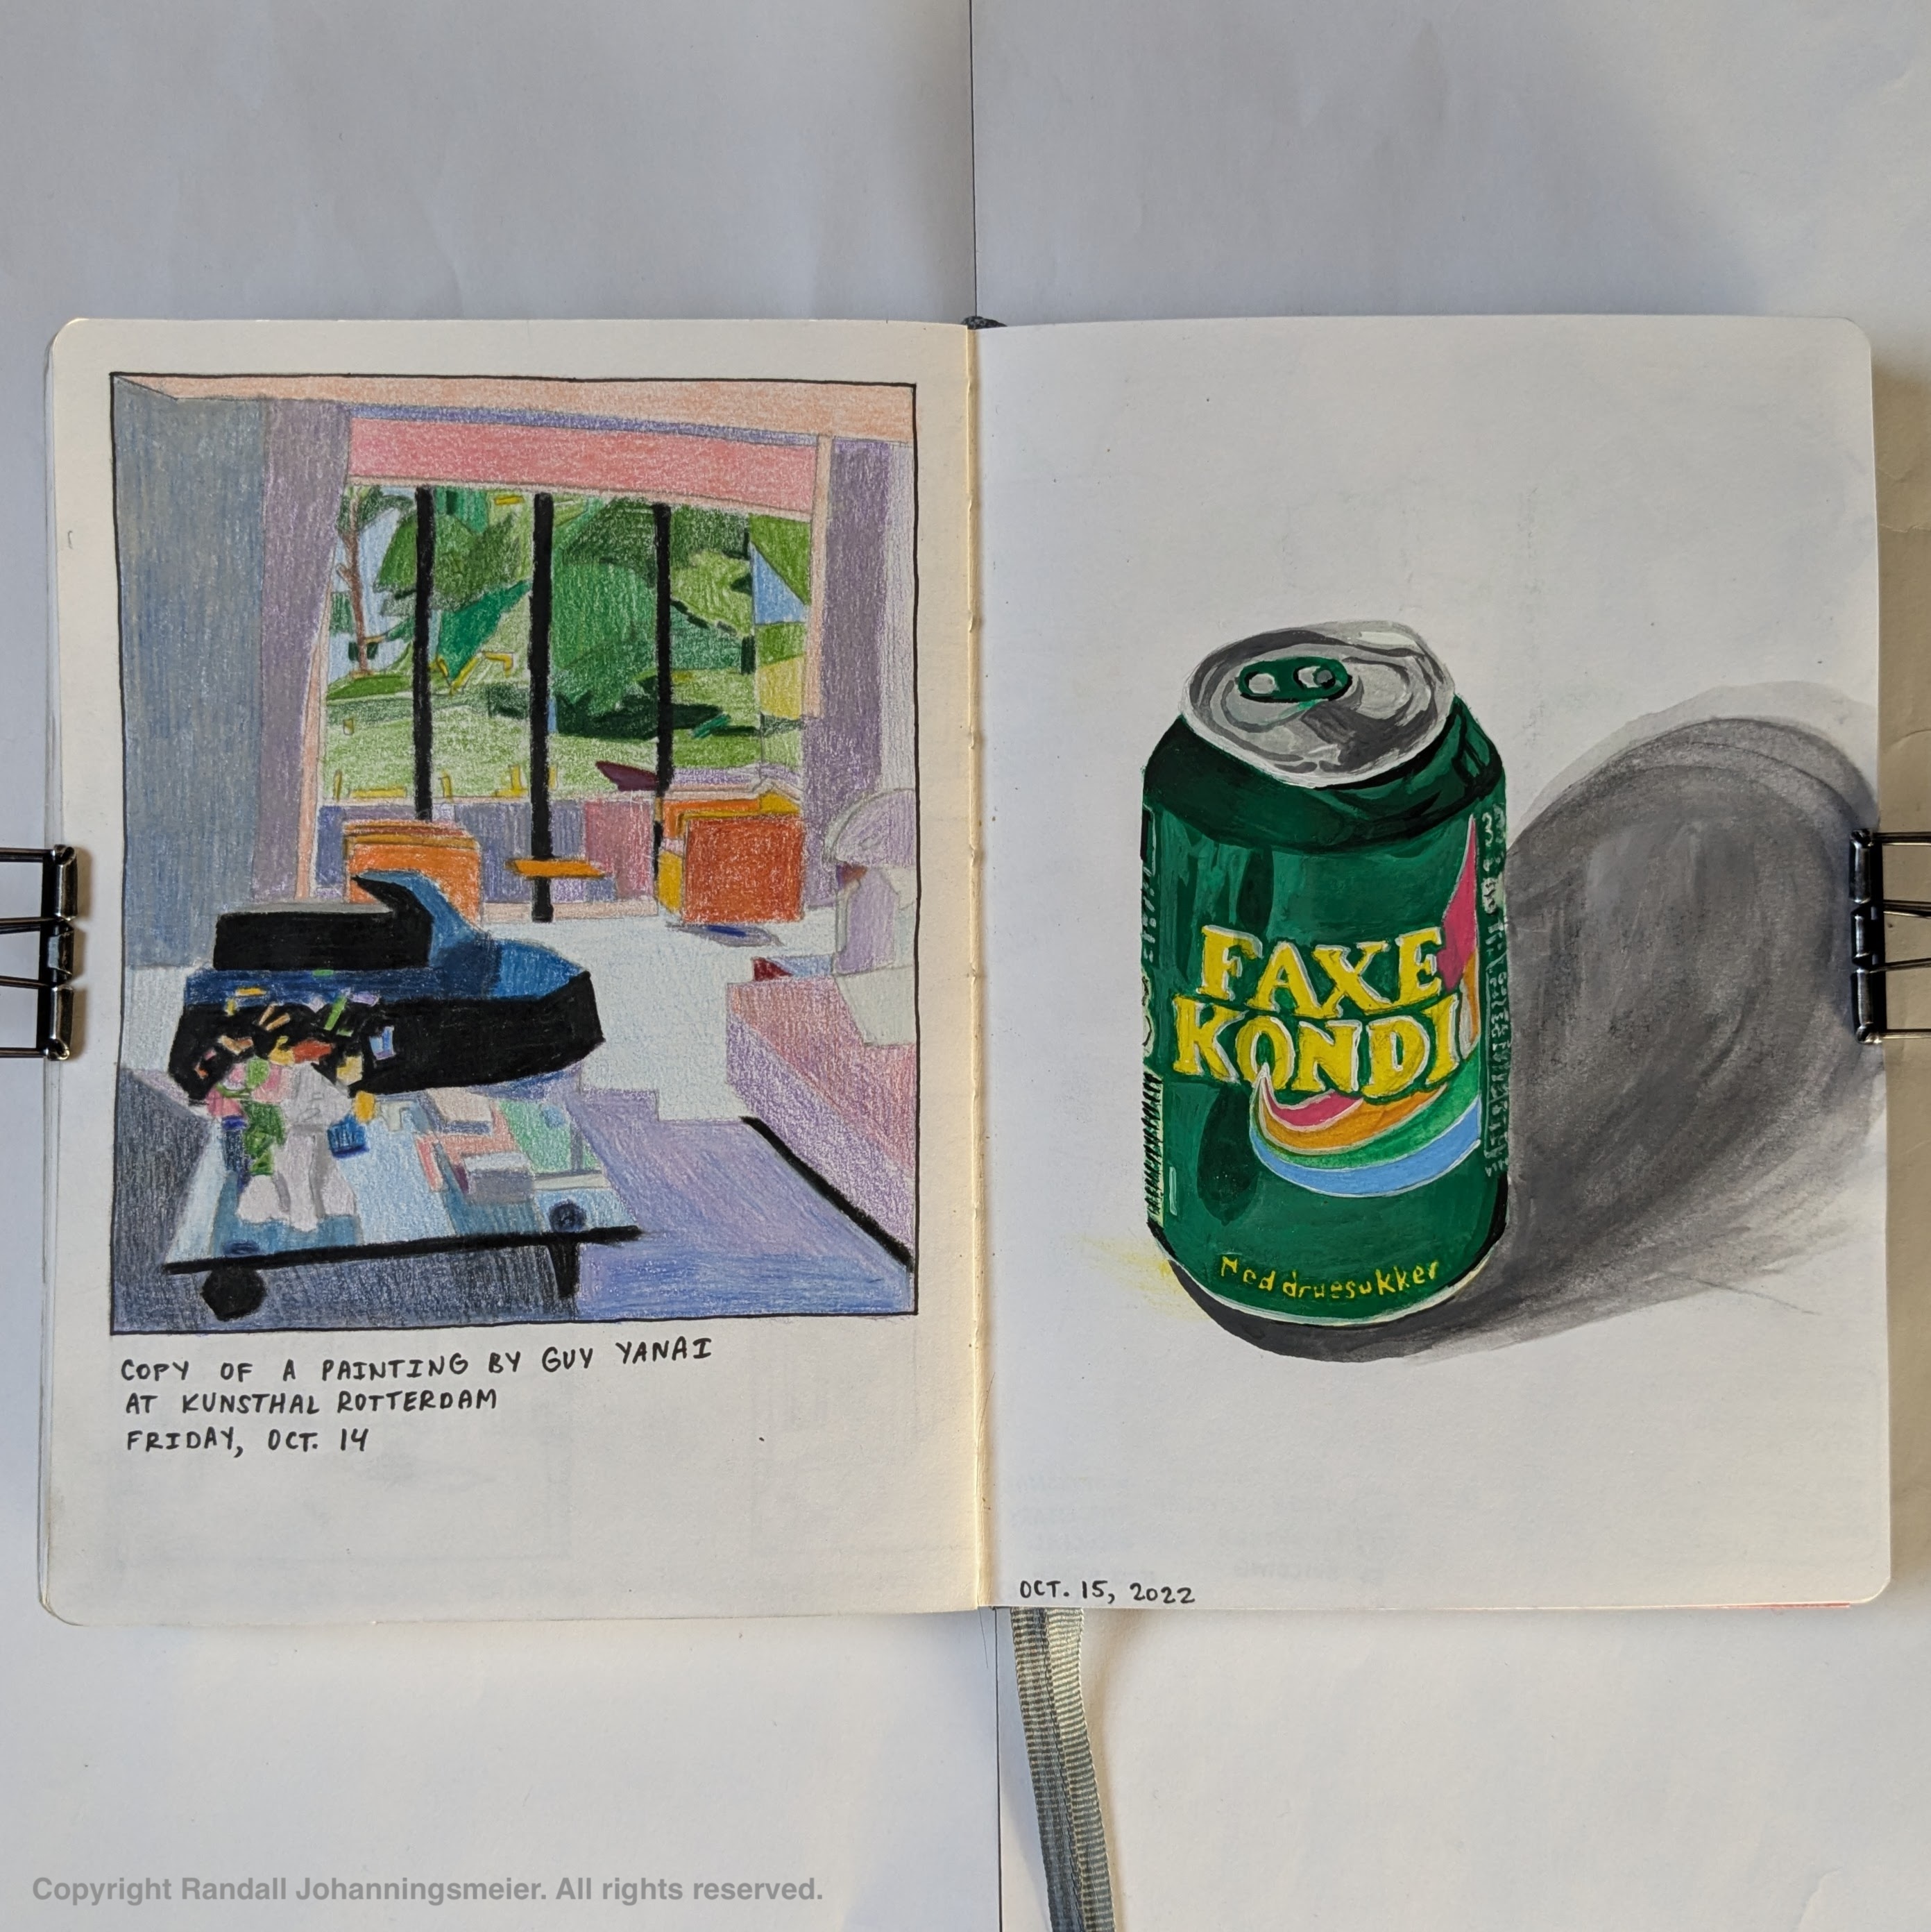 COPY OF A PAINTING BY GUY YANAI
AT KUNSTHAL ROTTERDAM
FRIDAY, OCT. 14
FAXE
KONDI
Med druesukker
OCT. 15, 2022
Copyright Randall Johanningsmeier. All rights reserved.